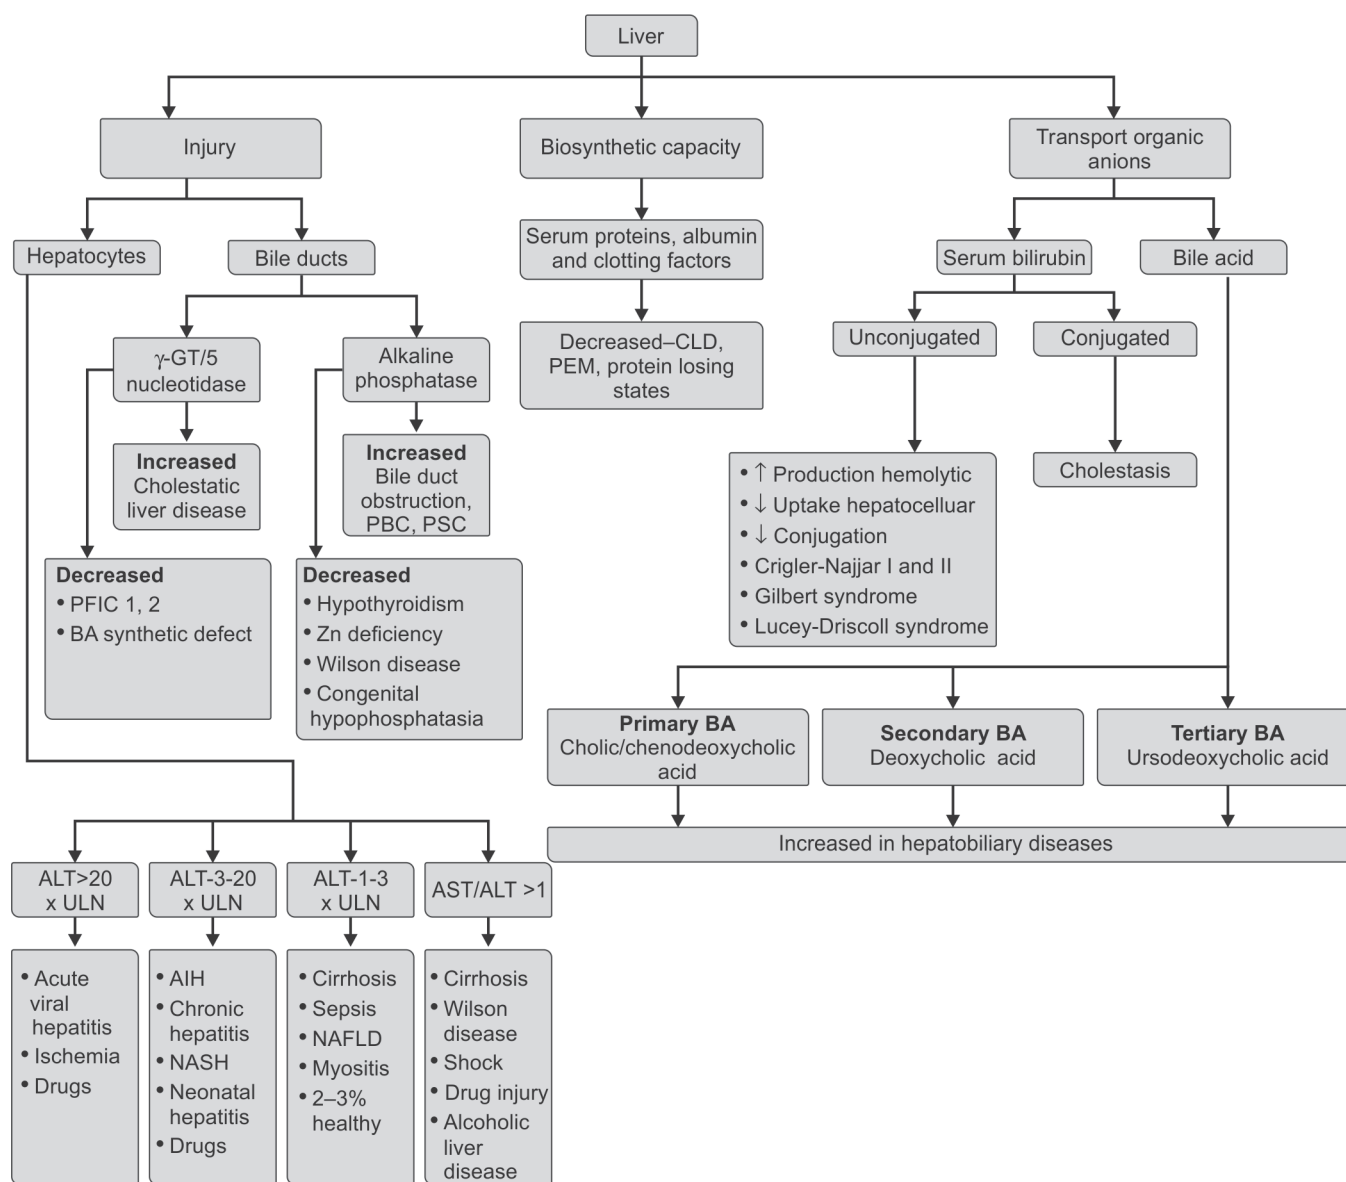 Liver
Injury
Biosynthetic capacity
Transport organic
anions
Hepatocytes
Bile ducts
Serum proteins, albumin
and clotting factors
Serum bilirubin
Bile acid
γ-GT/5
nucleotidase
Alkaline
phosphatase
Decreased–CLD,
PEM, protein losing
states
Unconjugated
Conjugated
Increased
Cholestatic
liver disease
Increased
Bile duct
obstruction,
PBC, PSC
• ↑ Production hemolytic
• ↓ Uptake hepatocelluar
• ↓ Conjugation
• Crigler-Najjar I and II
• Gilbert syndrome
• Lucey-Driscoll syndrome
Cholestasis
Decreased
• PFIC 1, 2
• BA synthetic defect
Decreased
• Hypothyroidism
• Zn deficiency
• Wilson disease
• Congenital
hypophosphatasia
Primary BA
Cholic/chenodeoxycholic
acid
Secondary BA
Deoxycholic acid
Tertiary BA
Ursodeoxycholic acid
Increased in hepatobiliary diseases
ALT>20
x ULN
ALT-3-20
x ULN
ALT-1-3
x ULN
AST/ALT >1
• Acute
viral
hepatitis
• Ischemia
• Drugs
• AIH
• Chronic
hepatitis
• NASH
• Neonatal
hepatitis
• Drugs
• Cirrhosis
• Sepsis
• NAFLD
• Myositis
• 2–3%
healthy
• Cirrhosis
• Wilson
disease
• Shock
• Drug injury
• Alcoholic
liver
disease